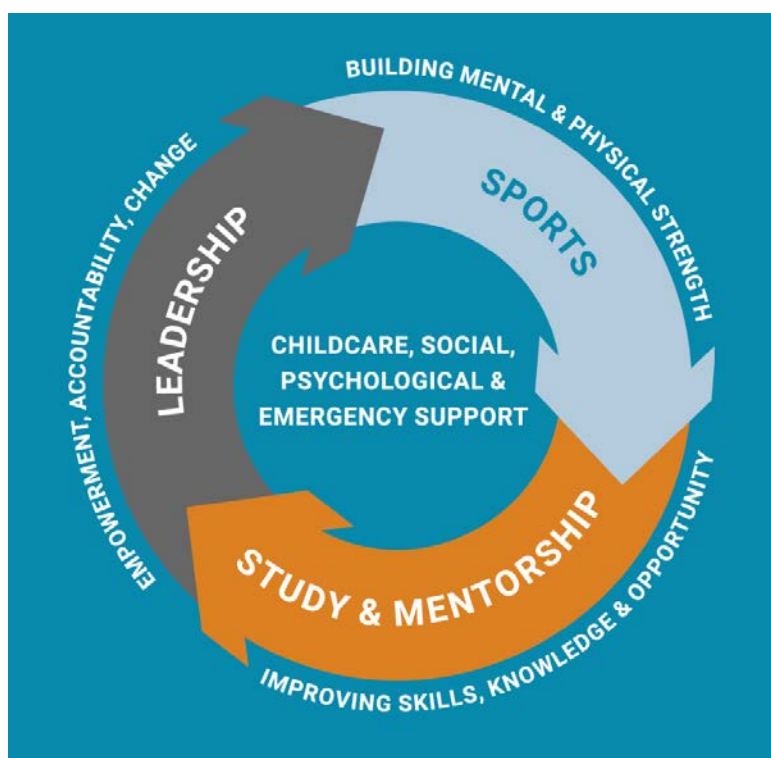 BUILDING MENTAL & PHYSICAL STRENGTH
SPORTS
IMPROVING SKILLS, KNOWLEDGE & OPPORTUNITY
STUDY & MENTORSHIP
EMPOWERMENT, ACCOUNTABILITY, CHANGE
LEADERSHIP
CHILDCARE, SOCIAL,
PSYCHOLOGICAL &
EMERGENCY SUPPORT